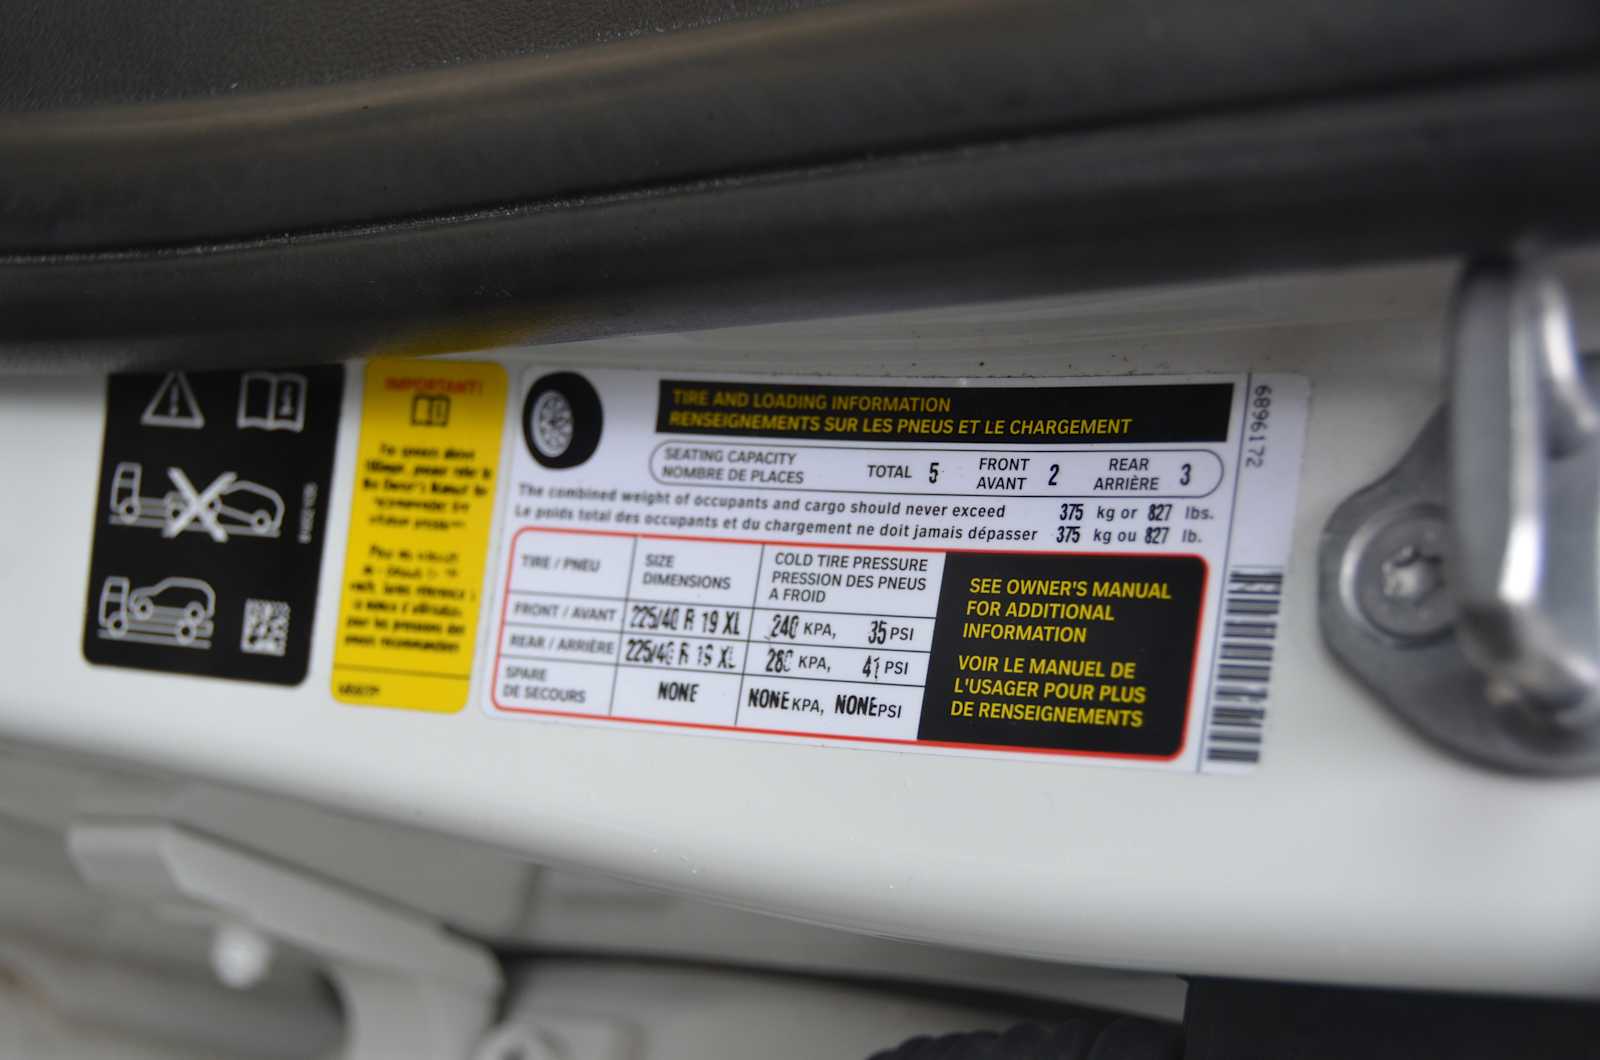 IMPORTANT!
TIRE AND LOADING INFORMATION
RENSEIGNEMENTS SUR LES PNEUS ET LE CHARGEMENT
SEATING CAPACITY
NOMBRE DE PLACES
TOTAL 5
FRONT
AVANT 2
REAR
ARRIÈRE 3
The combined weight of occupants and cargo should never exceed 375 kg or 827 lbs.
Le poids total des occupants et du chargement ne doit jamais dépasser 375 kg ou 827 lb.
TIRE / PNEU
SIZE
DIMENSIONS
COLD TIRE PRESSURE
PRESSION DES PNEUS
A FROID
FRONT / AVANT 225/40 R 19 XL 240 KPA, 35 PSI
REAR / ARRIÈRE 225/40 R 19 XL 280 KPA, 41 PSI
SPARE
DE SECOURS NONE NONE KPA, NONE PSI
SEE OWNER'S MANUAL
FOR ADDITIONAL
INFORMATION
VOIR LE MANUEL DE
L'USAGER POUR PLUS
DE RENSEIGNEMENTS
6896172